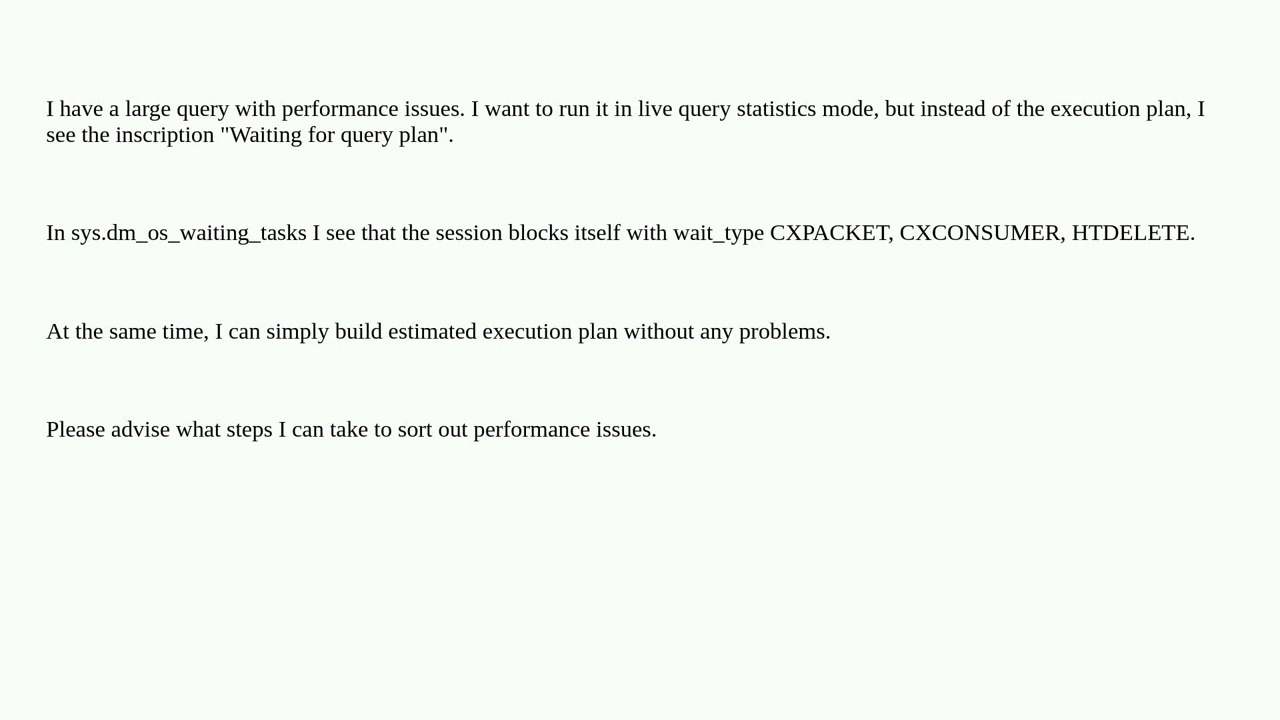 I have a large query with performance issues. I want to run it in live query statistics mode, but instead of the execution plan, I
see the inscription "Waiting for query plan".
In sys.dm_os_waiting_tasks I see that the session blocks itself with wait_type CXPACKET, CXCONSUMER, HTDELETE.
At the same time, I can simply build estimated execution plan without any problems.
Please advise what steps I can take to sort out performance issues.